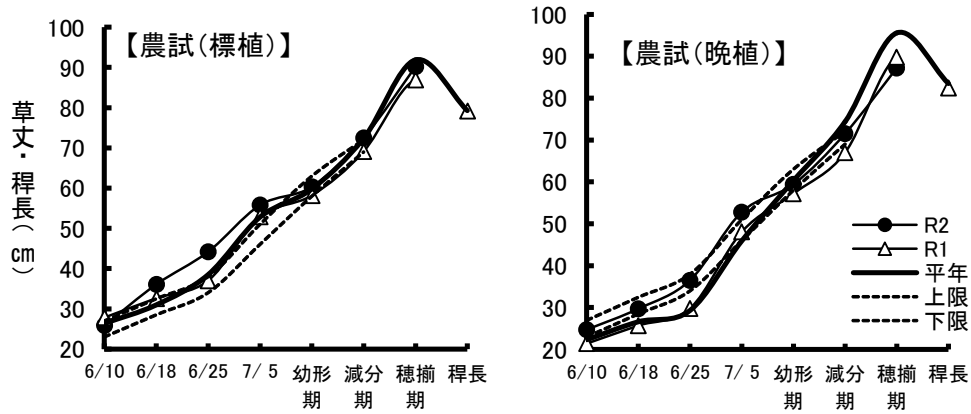 【農試(標植)】
草丈・稈長(cm)
100
90
80
70
60
50
40
30
20
6/10 6/18 6/25 7/ 5 幼形期 減分期 穂揃期 稈長
【農試(晩植)】
100
90
80
70
60
50
40
30
20
R2
R1
平年
上限
下限
6/10 6/18 6/25 7/ 5 幼形期 減分期 穂揃期 稈長